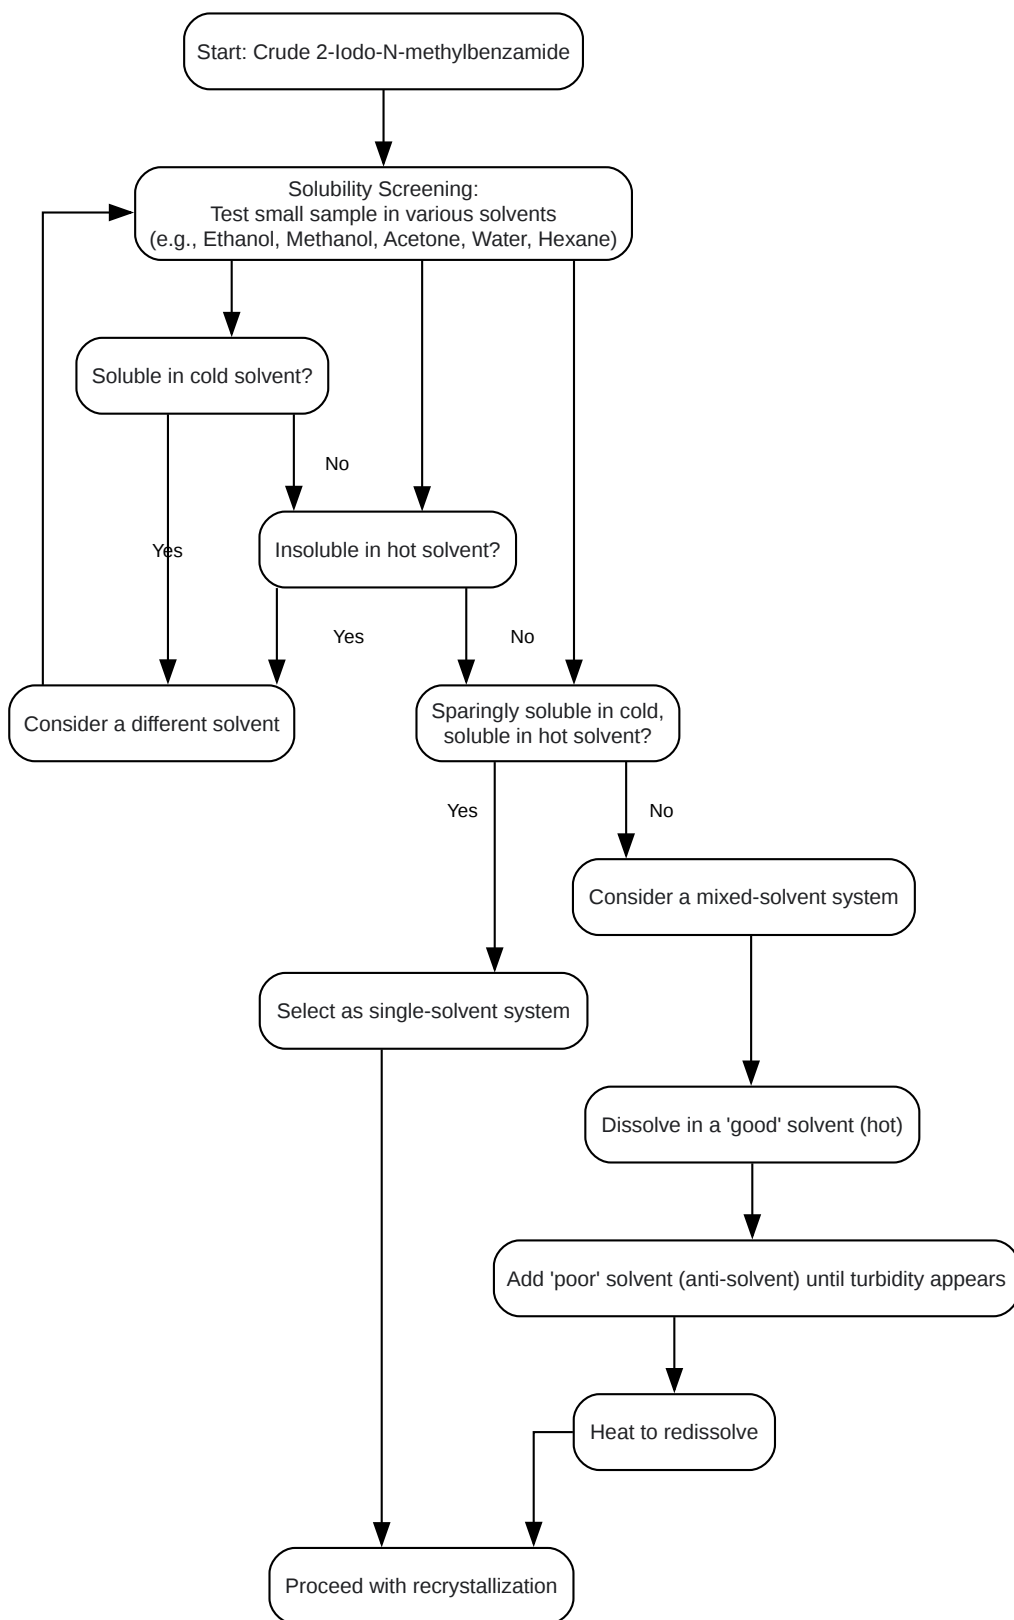 Start: Crude 2-Iodo-N-methylbenzamide
Solubility Screening:
Test small sample in various solvents
(e.g., Ethanol, Methanol, Acetone, Water, Hexane)
Soluble in cold solvent?
No
Yes
Insoluble in hot solvent?
Yes
No
Consider a different solvent
Sparingly soluble in cold,
soluble in hot solvent?
Yes
No
Consider a mixed-solvent system
Select as single-solvent system
Dissolve in a 'good' solvent (hot)
Add 'poor' solvent (anti-solvent) until turbidity appears
Heat to redissolve
Proceed with recrystallization